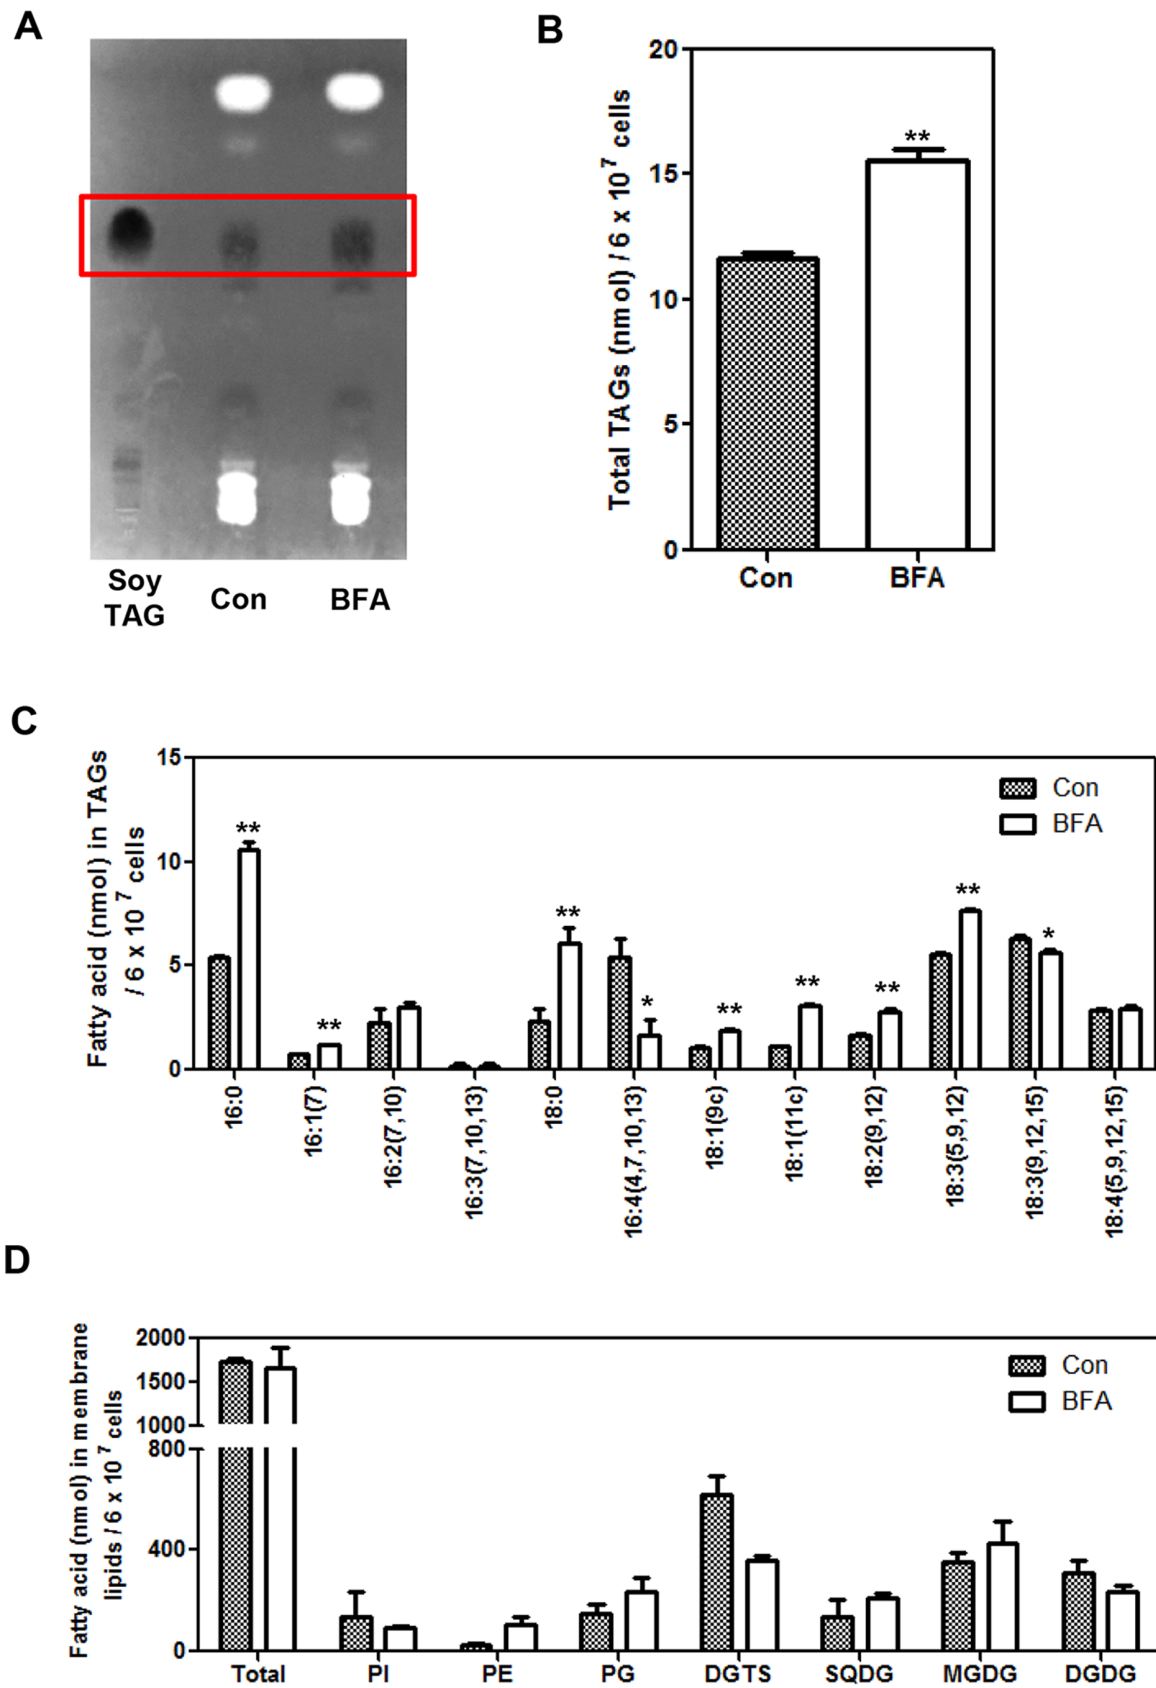 A
Soy
TAG
Con
BFA
B
Total TAGs (nmol) / 6 x 10⁷ cells
20
15
10
5
0
**
Con
BFA
C
Fatty acid (nmol) in TAGs
/ 6 x 10⁷ cells
15
10
5
0
Con
BFA
**
**
**
*
**
**
**
**
*
16:0
16:1(7)
16:2(7,10)
16:3(7,10,13)
18:0
16:4(4,7,10,13)
18:1(9c)
18:1(11c)
18:2(9,12)
18:3(5,9,12)
18:3(9,12,15)
18:4(5,9,12,15)
D
Fatty acid (nmol) in membrane
lipids / 6 x 10⁷ cells
2000
1500
1000
800
400
0
Con
BFA
Total
PI
PE
PG
DGTS
SQDG
MGDG
DGDG